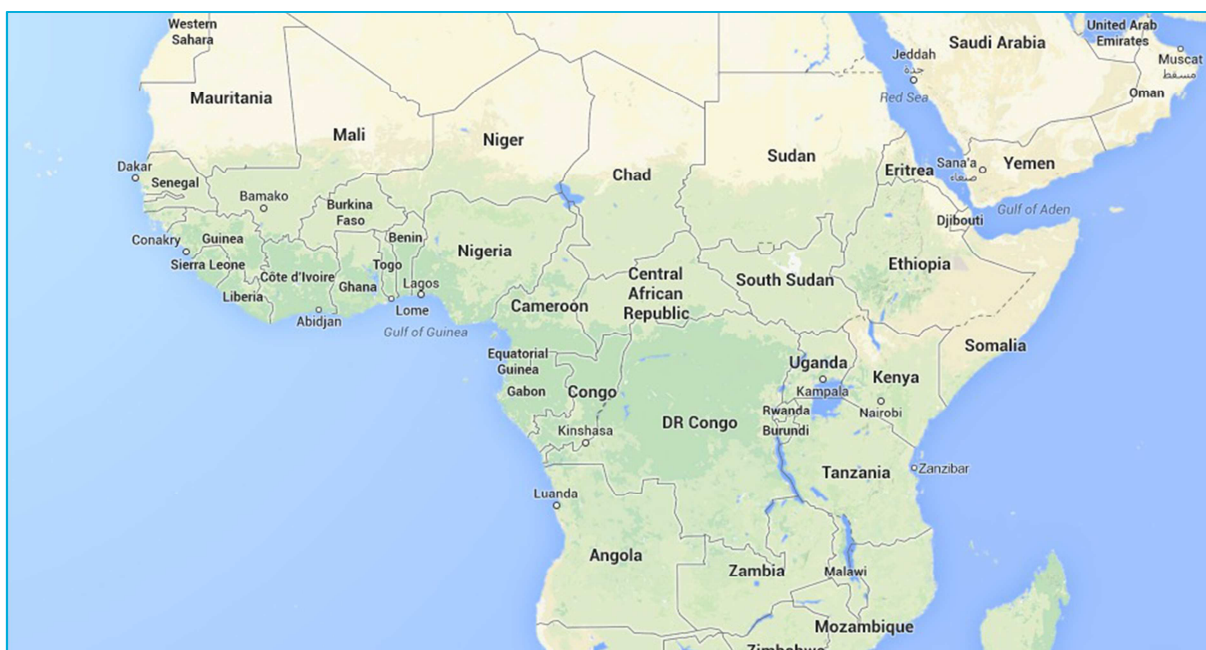 Western
Sahara
Mauritania
Mali
Niger
Chad
Sudan
Eritrea
Jeddah
جدة
Red Sea
Saudi Arabia
United Arab
Emirates
Muscat
مسقط
Oman
Sana'a
صنعاء
Yemen
Gulf of Aden
Djibouti
Dakar
Senegal
Bamako
Burkina
Faso
Benin
Conakry
Guinea
Sierra Leone
Liberia
Côte d'Ivoire
Abidjan
Ghana
Togo
Lome
Lagos
Nigeria
Gulf of Guinea
Cameroon
Central
African
Republic
South Sudan
Ethiopia
Somalia
Equatorial
Guinea
Gabon
Congo
Kinshasa
DR Congo
Uganda
Kampala
Kenya
Nairobi
Rwanda
Burundi
Tanzania
Zanzibar
Luanda
Angola
Zambia
Malawi
Mozambique
Zimbabwe